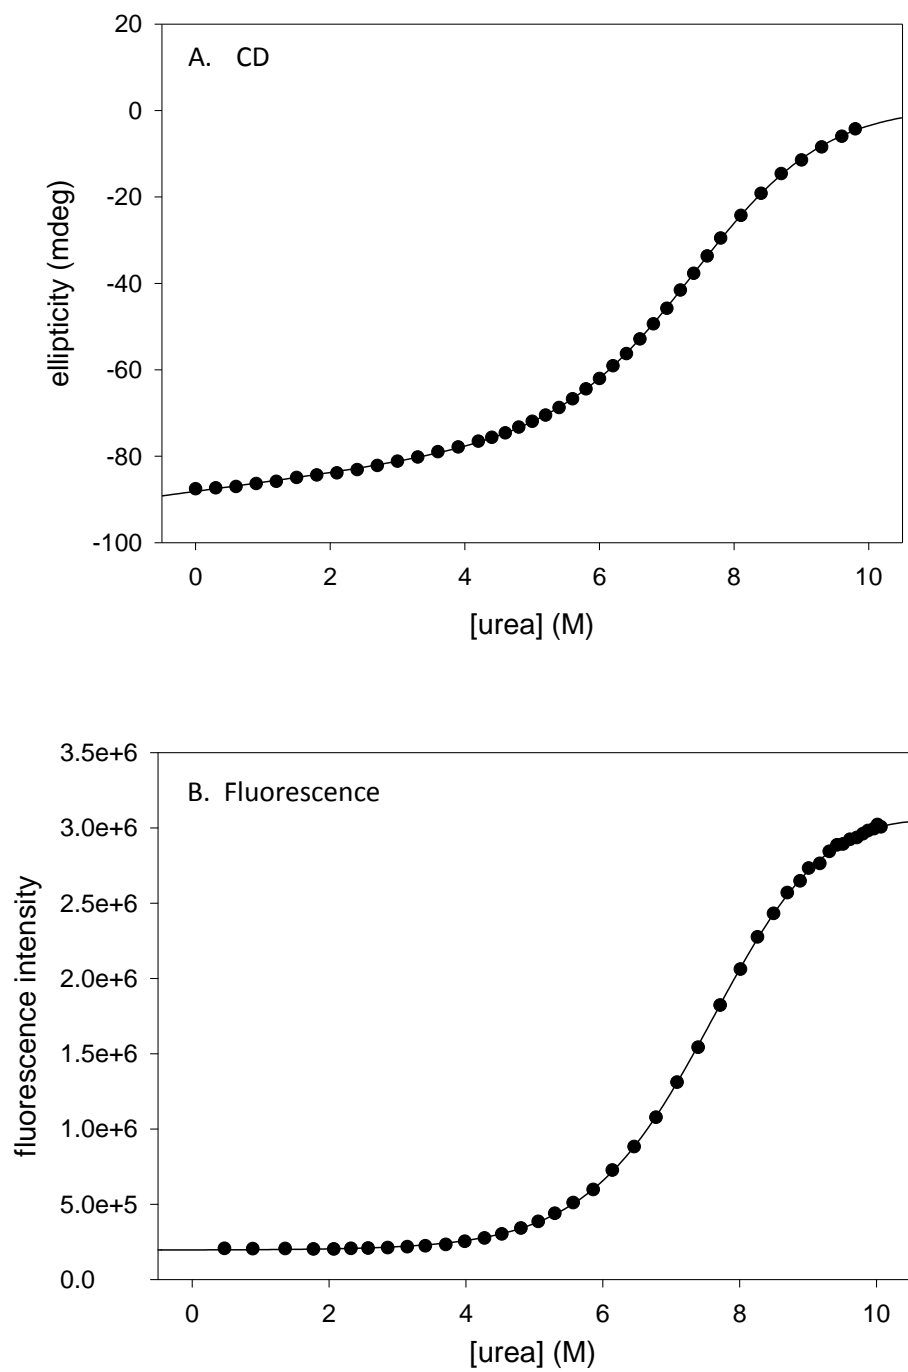 20
A. CD
0
-20
-40
-60
-80
-100
ellipticity (mdeg)
0 2 4 6 8 10
[urea] (M)
3.5e+6
B. Fluorescence
3.0e+6
2.5e+6
2.0e+6
1.5e+6
1.0e+6
5.0e+5
0.0
fluorescence intensity
0 2 4 6 8 10
[urea] (M)